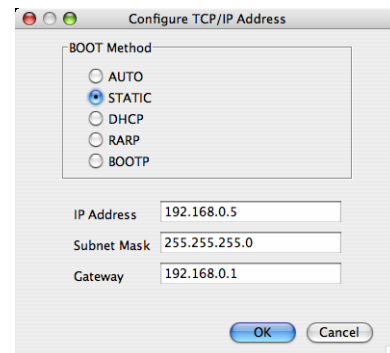 Configure TCP/IP Address
BOOT Method
AUTO
STATIC
DHCP
RARP
BOOTP
IP Address 192.168.0.5
Subnet Mask 255.255.255.0
Gateway 192.168.0.1
OK Cancel